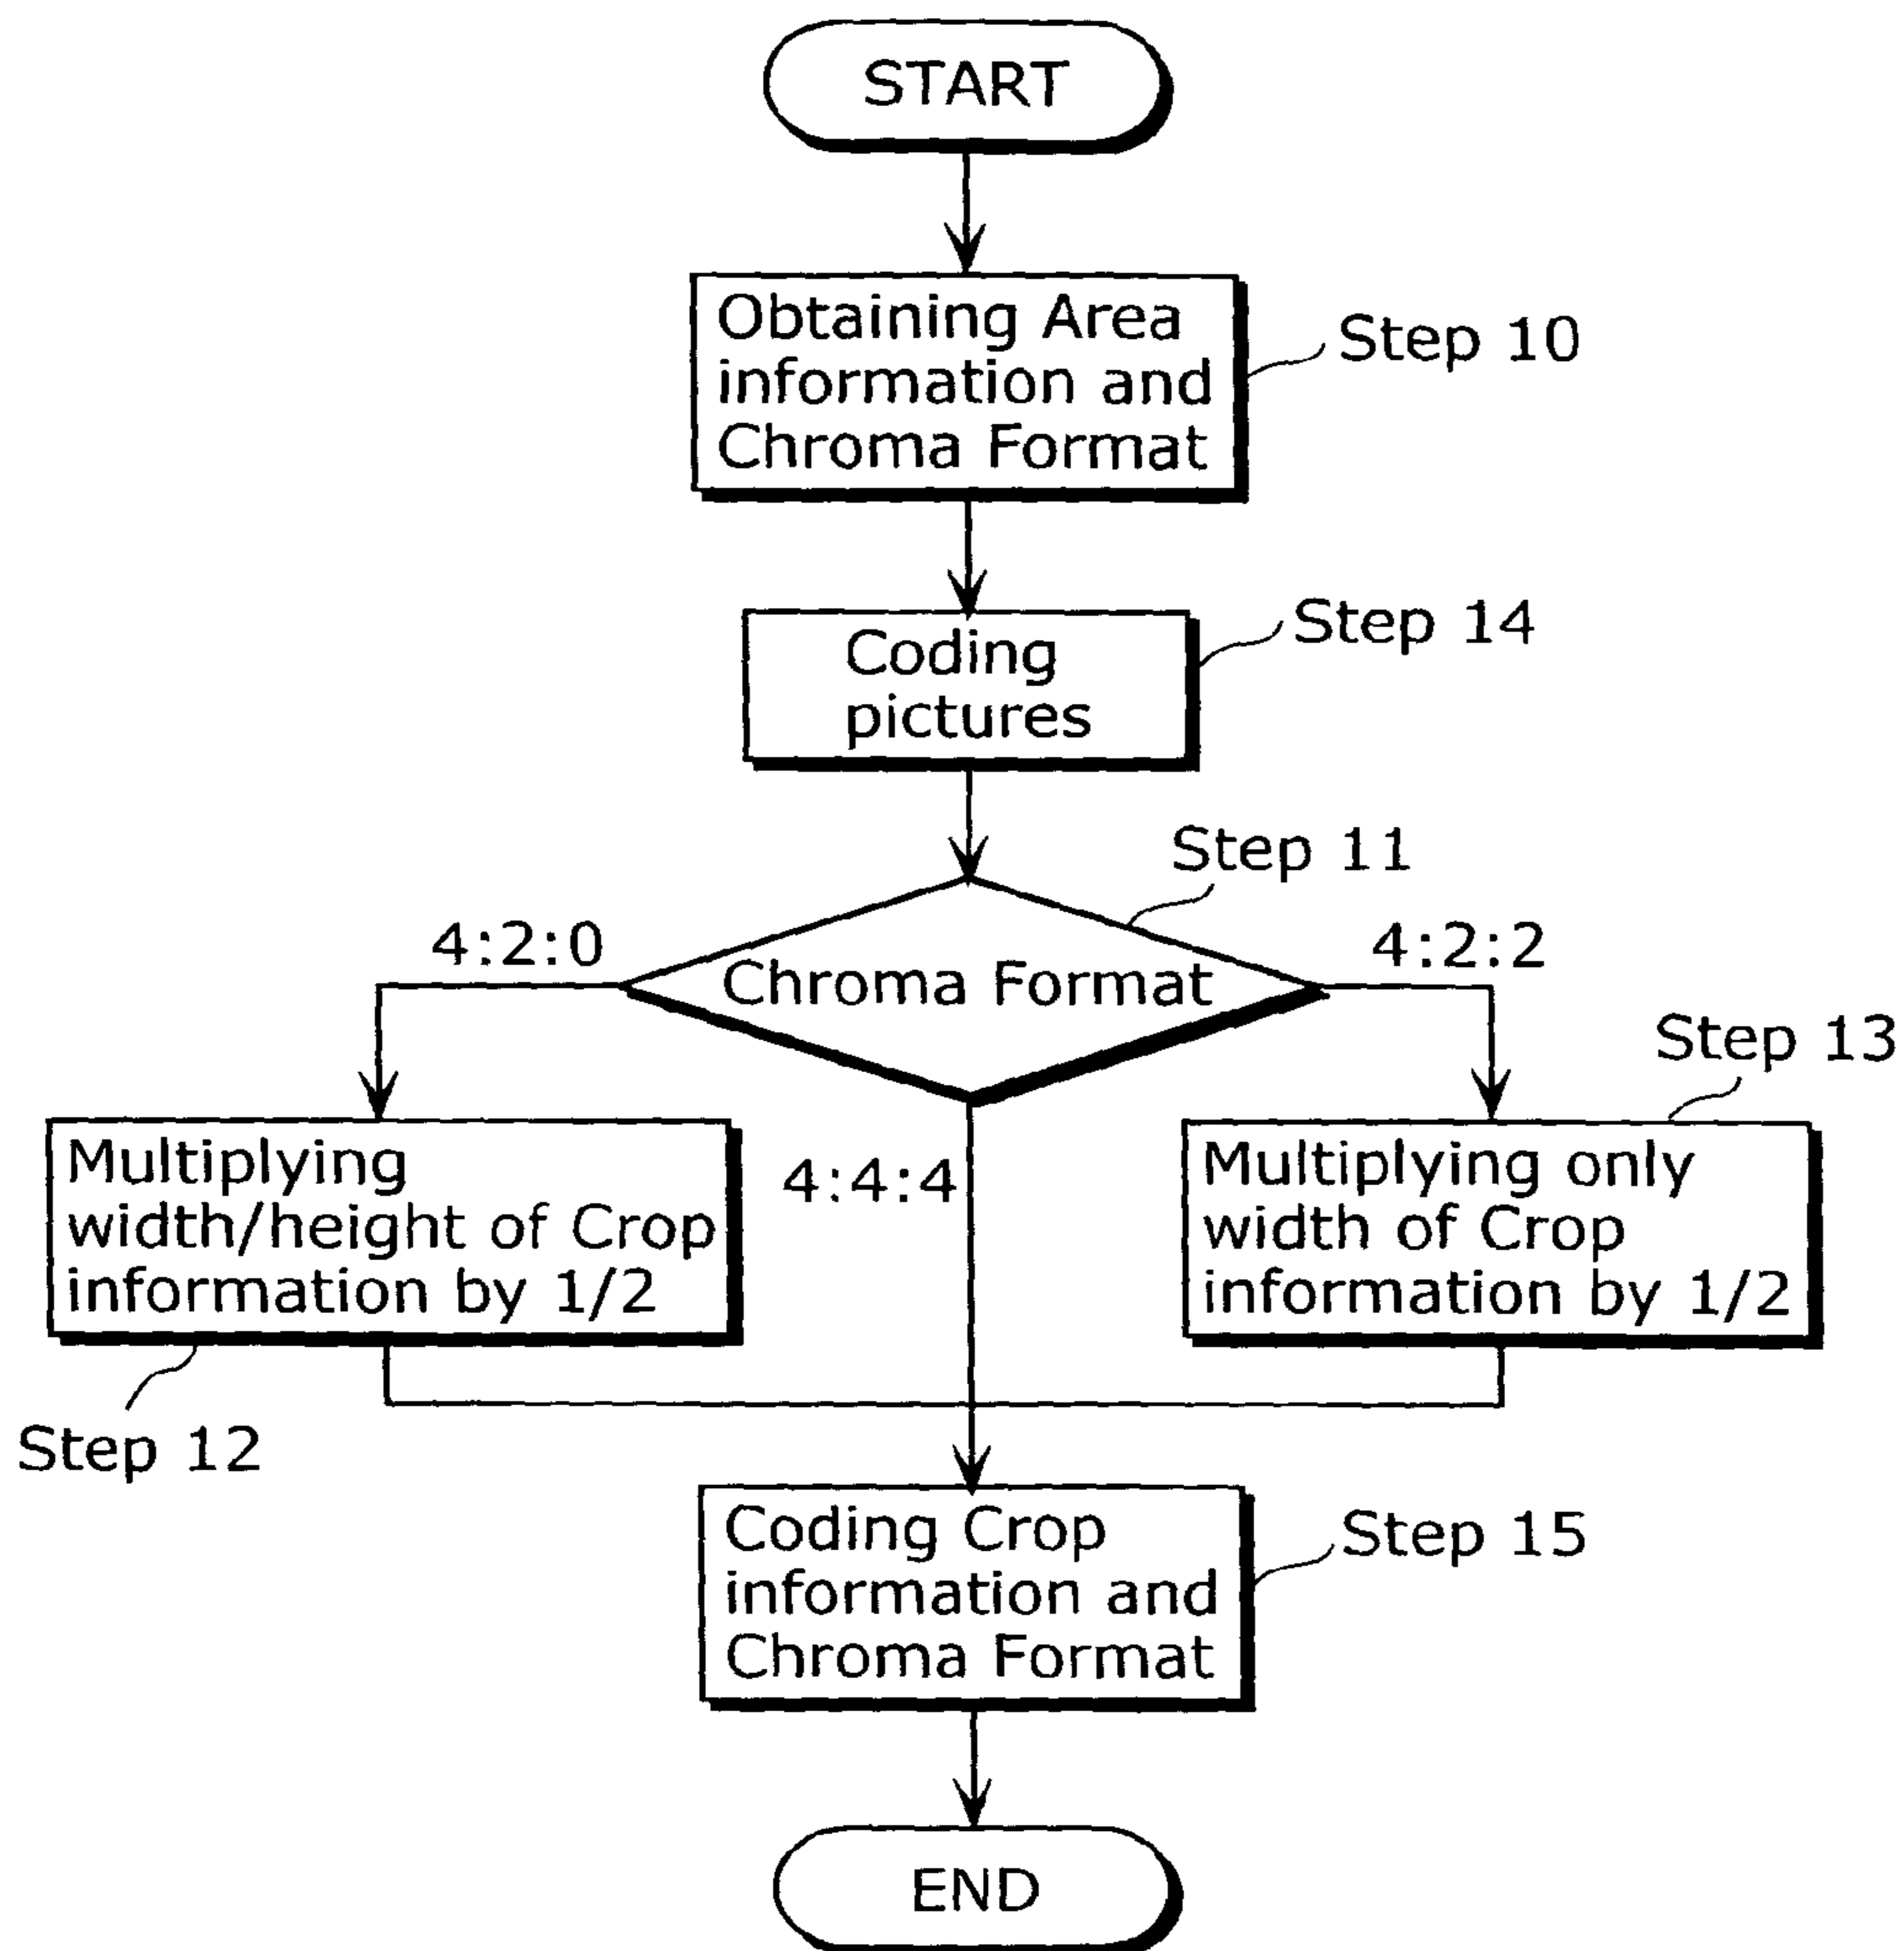 START
Obtaining Area
information and
Chroma Format
Step 10
Coding
pictures
Step 14
Step 11
4:2:0
Chroma Format
4:2:2
Step 13
Multiplying
width/height of Crop
information by 1/2
4:4:4
Multiplying only
width of Crop
information by 1/2
Step 12
Coding Crop
information and
Chroma Format
Step 15
END